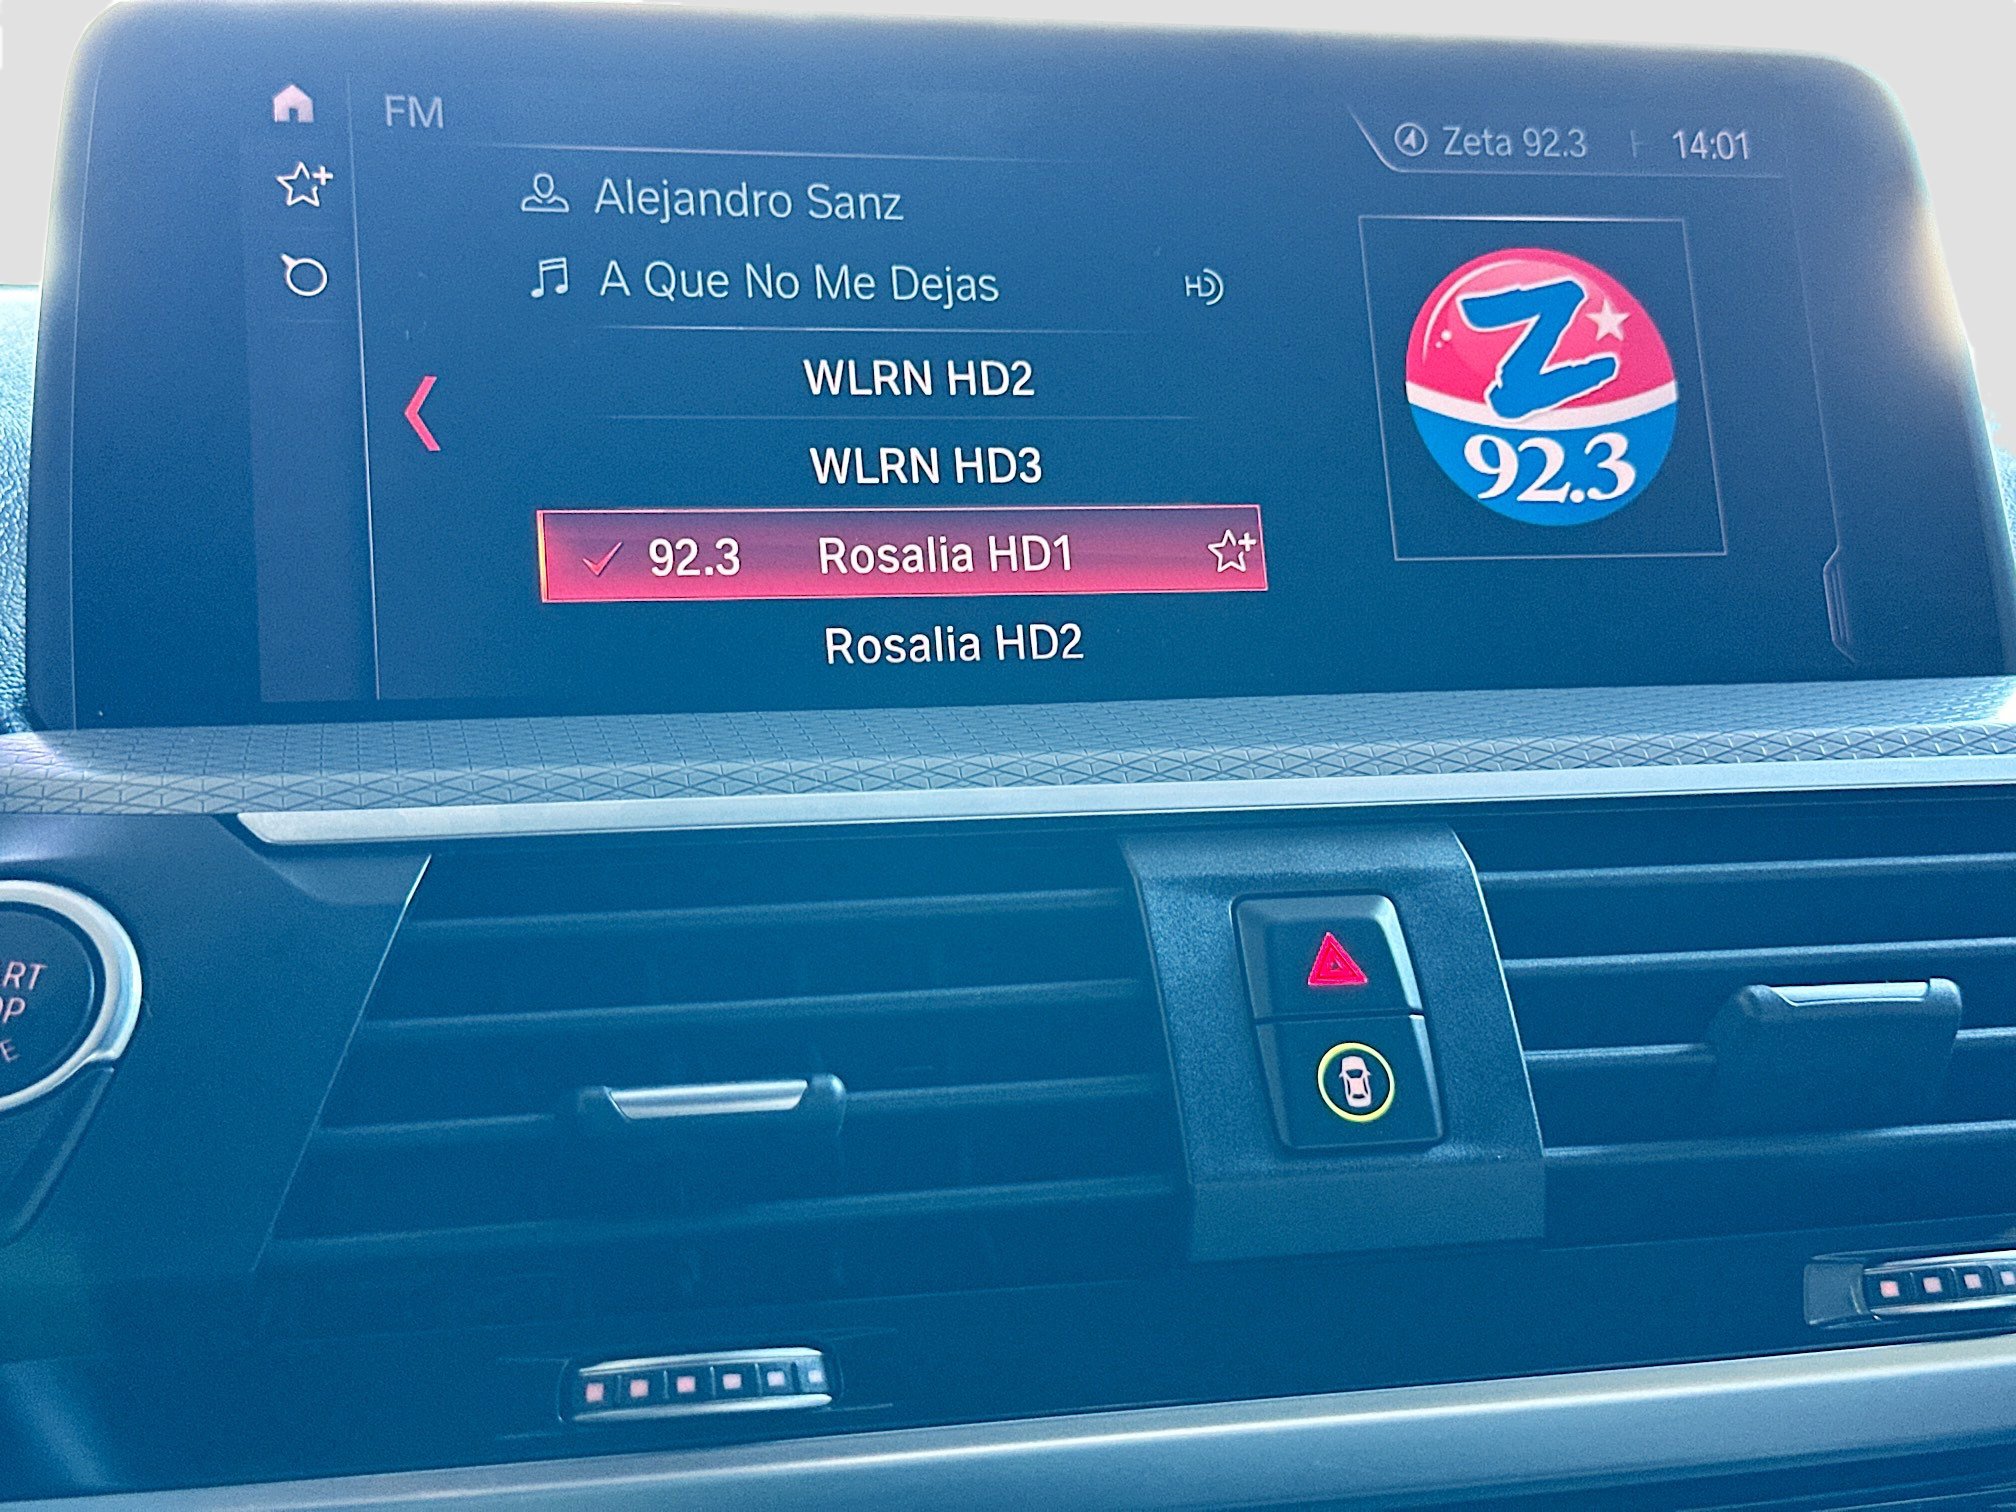 FM
Zeta 92.3 14:01
Alejandro Sanz
A Que No Me Dejas
HD
WLRN HD2
WLRN HD3
92.3 Rosalia HD1
Rosalia HD2
Z
92.3